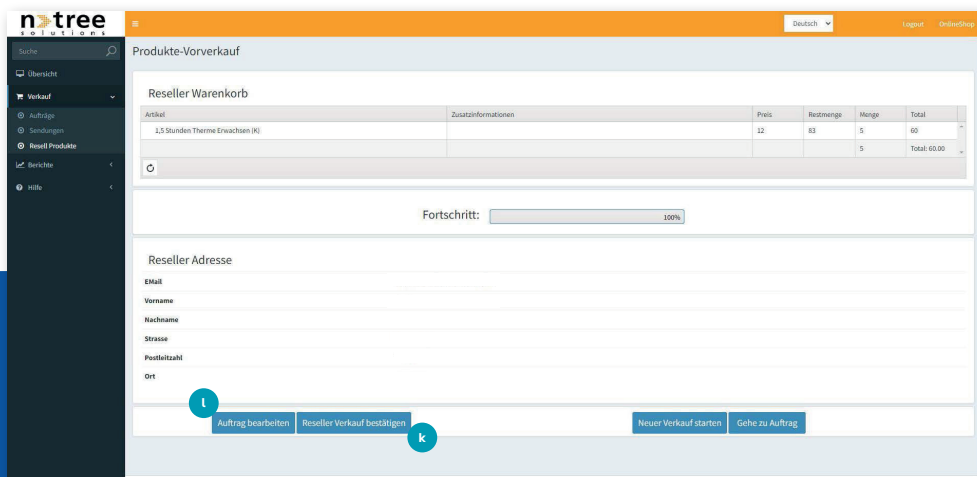 n tree
solutions
Deutsch
Logout
OnlineShop
Suche
Übersicht
Verkauf
Aufträge
Sendungen
Resell Produkte
Berichte
Hilfe
Produkte-Vorverkauf
Reseller Warenkorb
Artikel Zusatzinformationen Preis Restmenge Menge Total
1,5 Stunden Therme Erwachsen (K) 12 83 5 60
5 Total: 60.00
Fortschritt: 100%
Reseller Adresse
EMail
Vorname
Nachname
Strasse
Postleitzahl
Ort
l
Auftrag bearbeiten Reseller Verkauf bestätigen Neuer Verkauf starten Gehe zu Auftrag
k